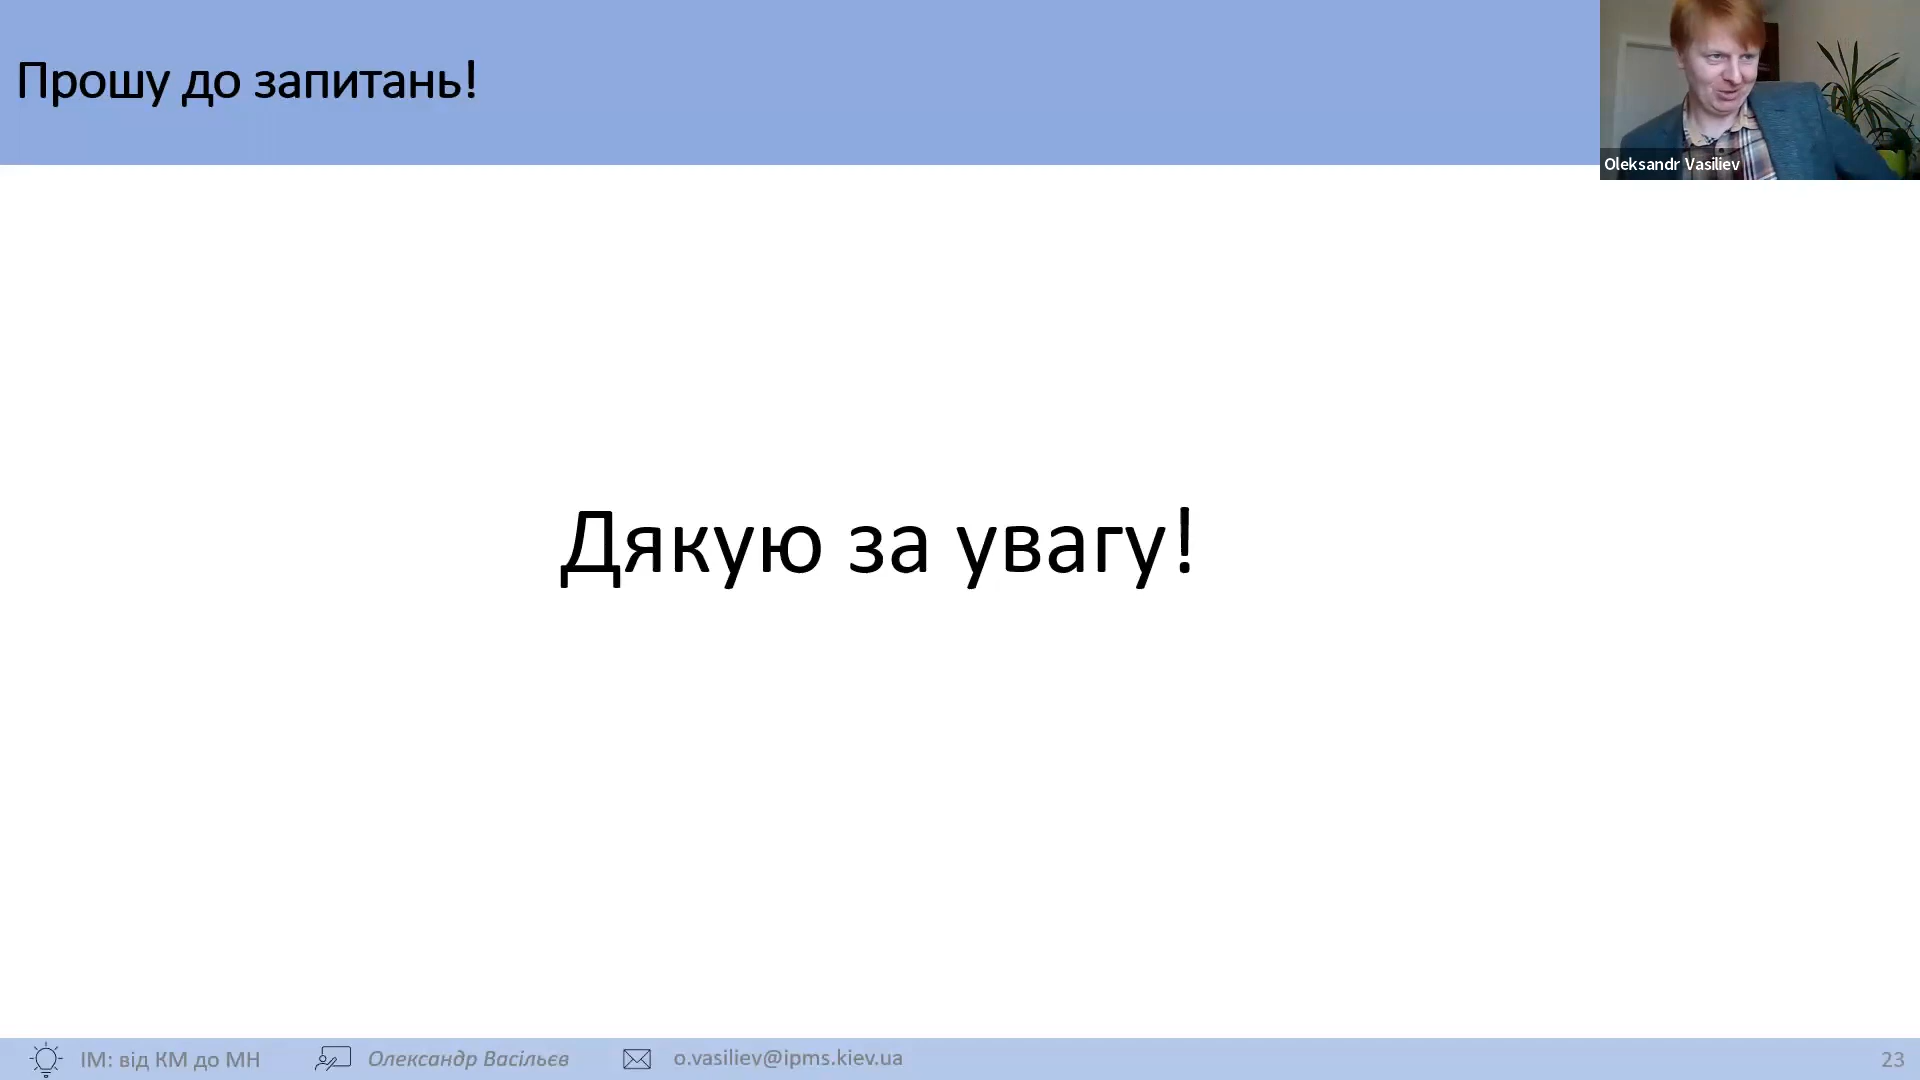 Прошу до запитань!
Oleksandr Vasiliev
Дякую за увагу!
ІМ: від КМ до МН
Олександр Васільєв
o.vasiliev@ipms.kiev.ua
23